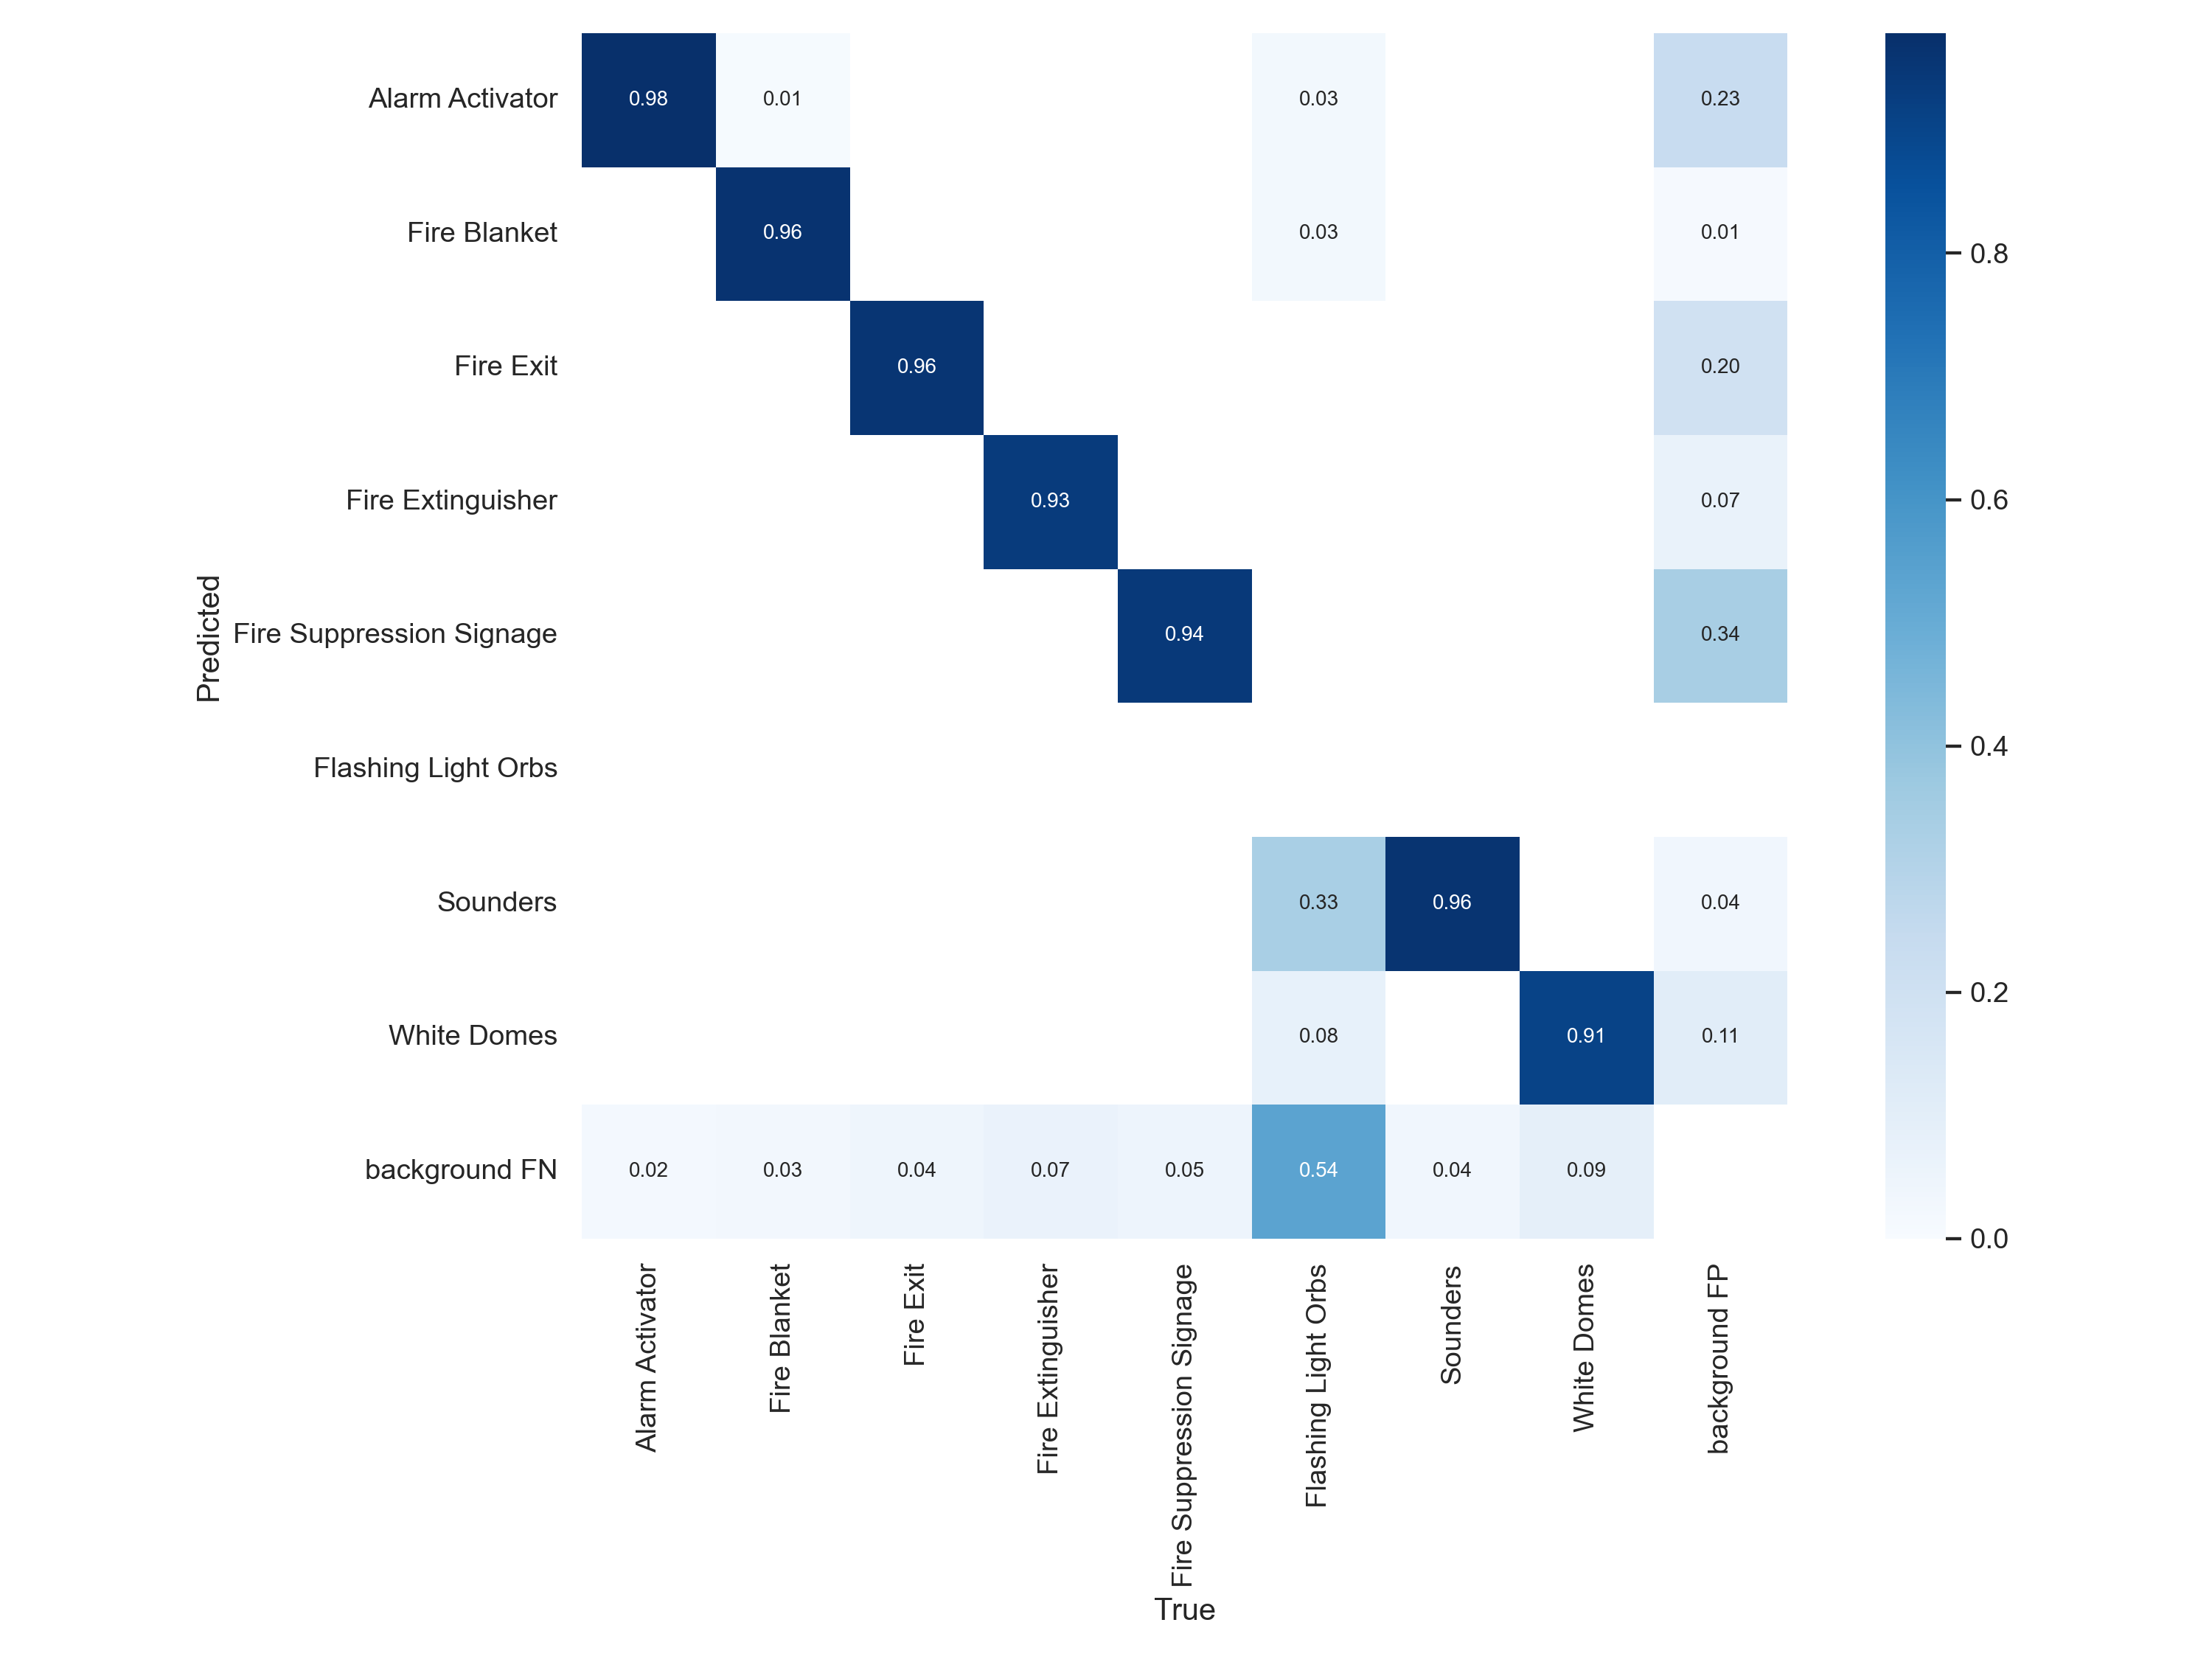 Alarm Activator 0.98 0.01 0.03 0.23
Fire Blanket 0.96 0.03 0.01
0.8
Fire Exit 0.96 0.20
Fire Extinguisher 0.93 0.07
0.6
Predicted
Fire Suppression Signage 0.94 0.34
0.4
Flashing Light Orbs
Sounders 0.33 0.96 0.04
0.2
White Domes 0.08 0.91 0.11
background FN 0.02 0.03 0.04 0.07 0.05 0.54 0.04 0.09
0.0
Alarm Activator
Fire Blanket
Fire Exit
Fire Extinguisher
Fire Suppression Signage
Flashing Light Orbs
Sounders
White Domes
background FP
True